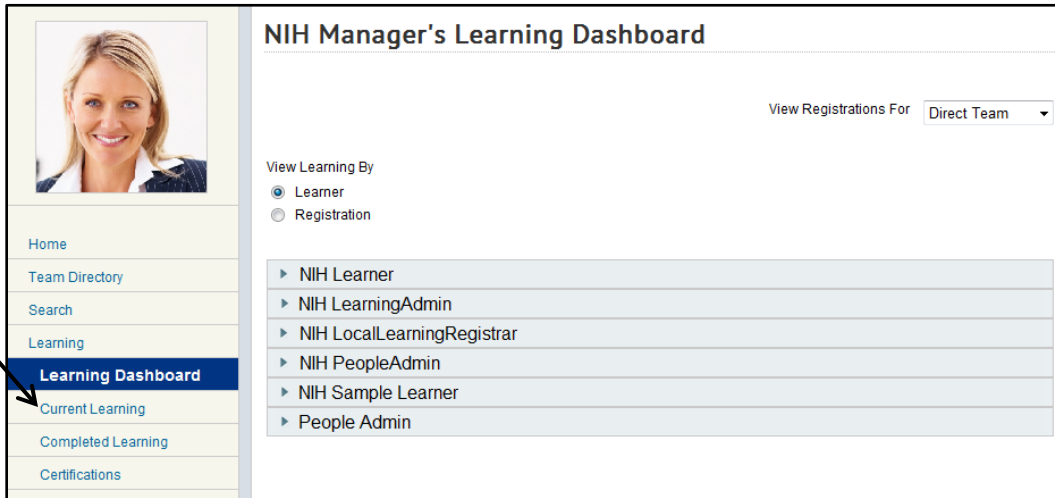 NIH Manager's Learning Dashboard
View Registrations For Direct Team
View Learning By
Learner
Registration
Home
Team Directory
Search
Learning
Learning Dashboard
Current Learning
Completed Learning
Certifications
NIH Learner
NIH LearningAdmin
NIH LocalLearningRegistrar
NIH PeopleAdmin
NIH Sample Learner
People Admin